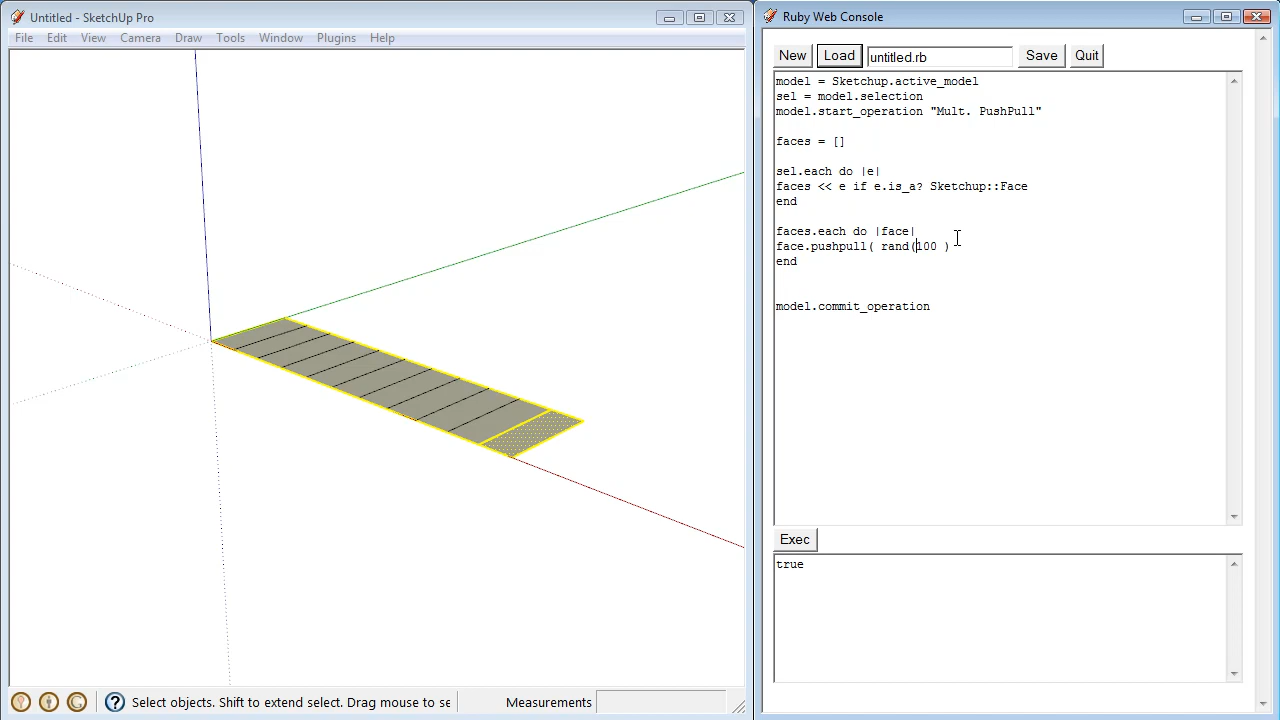 Untitled - SketchUp Pro
File Edit View Camera Draw Tools Window Plugins Help
Select objects. Shift to extend select. Drag mouse to se
Measurements
Ruby Web Console
New Load untitled.rb Save Quit
model = Sketchup.active_model
sel = model.selection
model.start_operation "Mult. PushPull"
faces = []
sel.each do |e|
faces << e if e.is_a? Sketchup::Face
end
faces.each do |face|
face.pushpull( rand(100 )
end
model.commit_operation
Exec
true